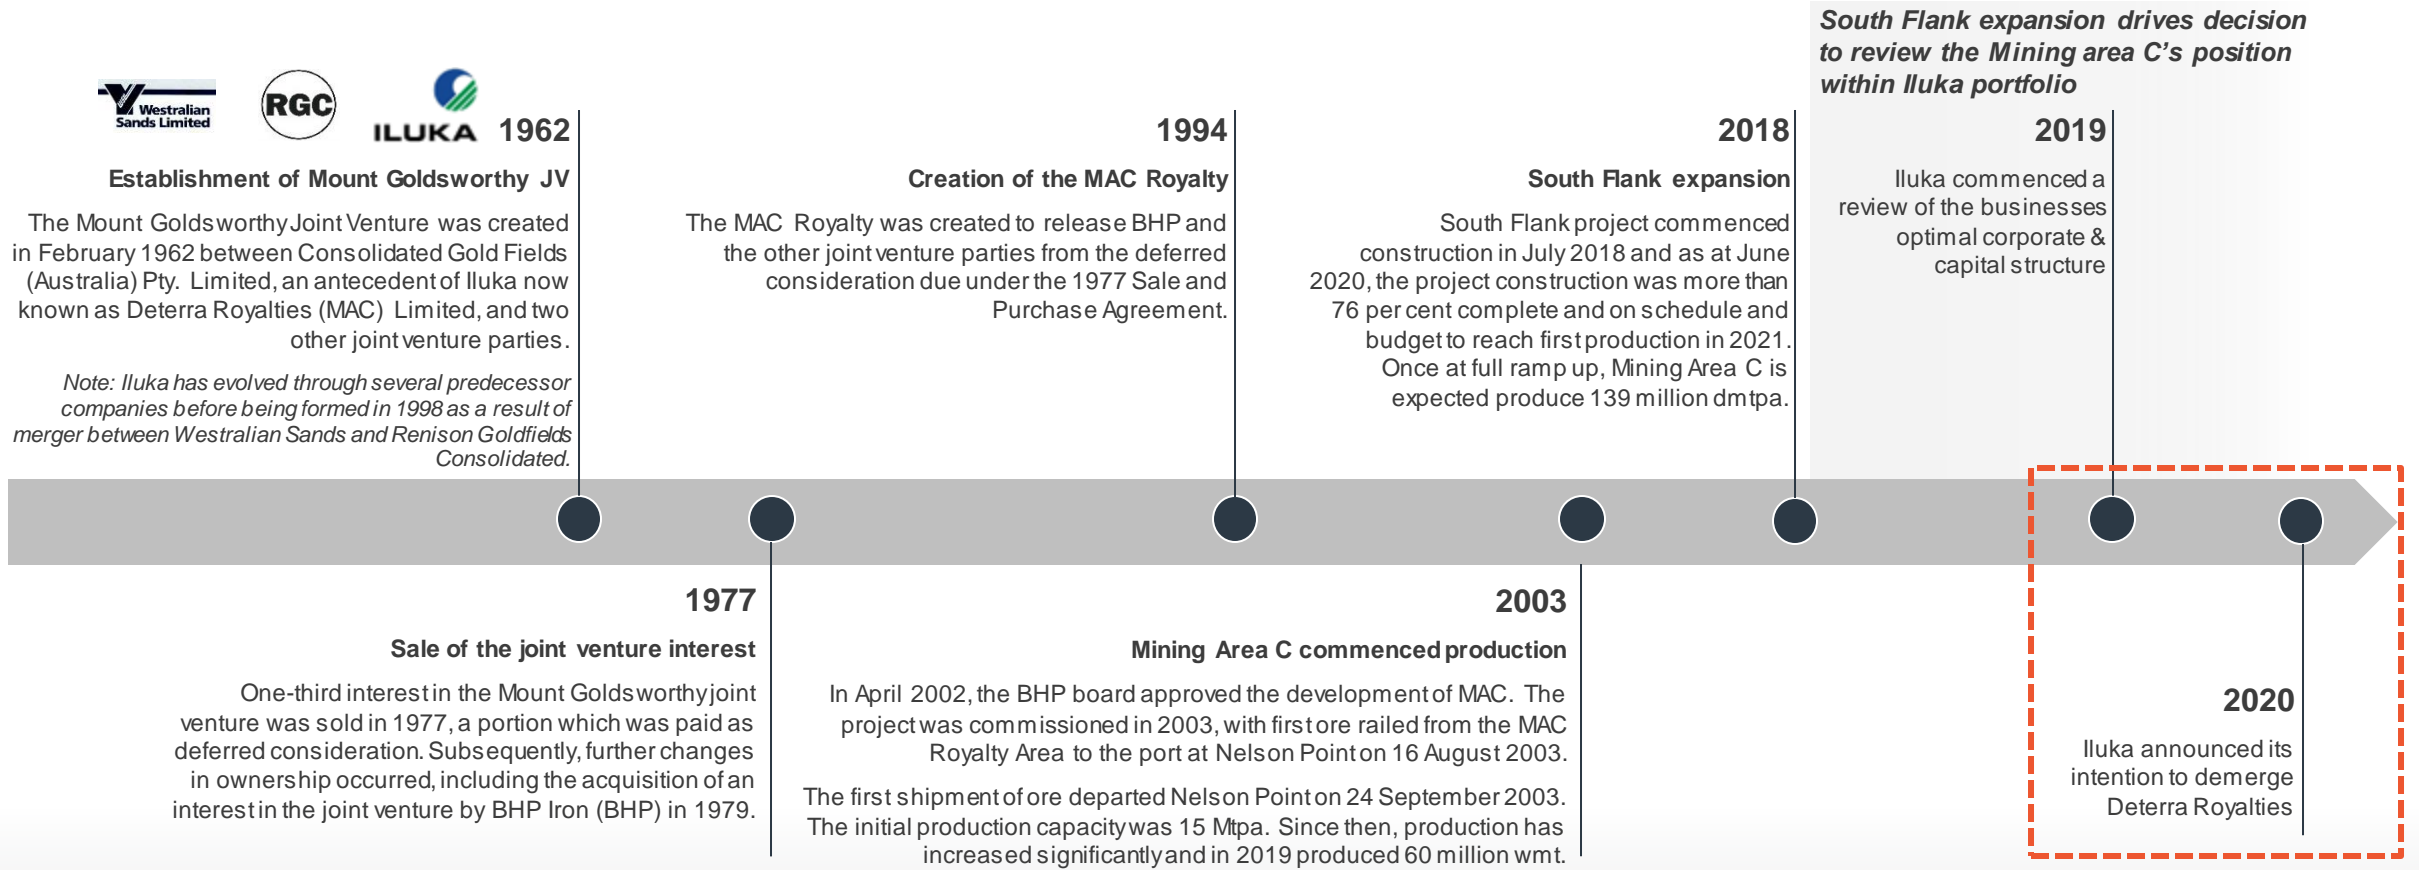 South Flank expansion drives decision
to review the Mining area C's position
within Iluka portfolio
Westralian
Sands Limited
RGC
ILUKA
1962
Establishment of Mount Goldsworthy JV
The Mount Goldsworthy Joint Venture was created
in February 1962 between Consolidated Gold Fields
(Australia) Pty. Limited, an antecedent of Iluka now
known as Deterra Royalties (MAC) Limited, and two
other joint venture parties.
Note: Iluka has evolved through several predecessor
companies before being formed in 1998 as a result of
merger between Westralian Sands and Renison Goldfields
Consolidated.
1994
Creation of the MAC Royalty
The MAC Royalty was created to release BHP and
the other joint venture parties from the deferred
consideration due under the 1977 Sale and
Purchase Agreement.
2018
South Flank expansion
South Flank project commenced
construction in July 2018 and as at June
2020, the project construction was more than
76 per cent complete and on schedule and
budget to reach first production in 2021.
Once at full ramp up, Mining Area C is
expected produce 139 million dmtpa.
2019
Iluka commenced a
review of the businesses
optimal corporate &
capital structure
1977
Sale of the joint venture interest
One-third interest in the Mount Goldsworthy joint
venture was sold in 1977, a portion which was paid as
deferred consideration. Subsequently, further changes
in ownership occurred, including the acquisition of an
interest in the joint venture by BHP Iron (BHP) in 1979.
2003
Mining Area C commenced production
In April 2002, the BHP board approved the development of MAC. The
project was commissioned in 2003, with first ore railed from the MAC
Royalty Area to the port at Nelson Point on 16 August 2003.
The first shipment of ore departed Nelson Point on 24 September 2003.
The initial production capacity was 15 Mtpa. Since then, production has
increased significantly and in 2019 produced 60 million wmt.
2020
Iluka announced its
intention to demerge
Deterra Royalties